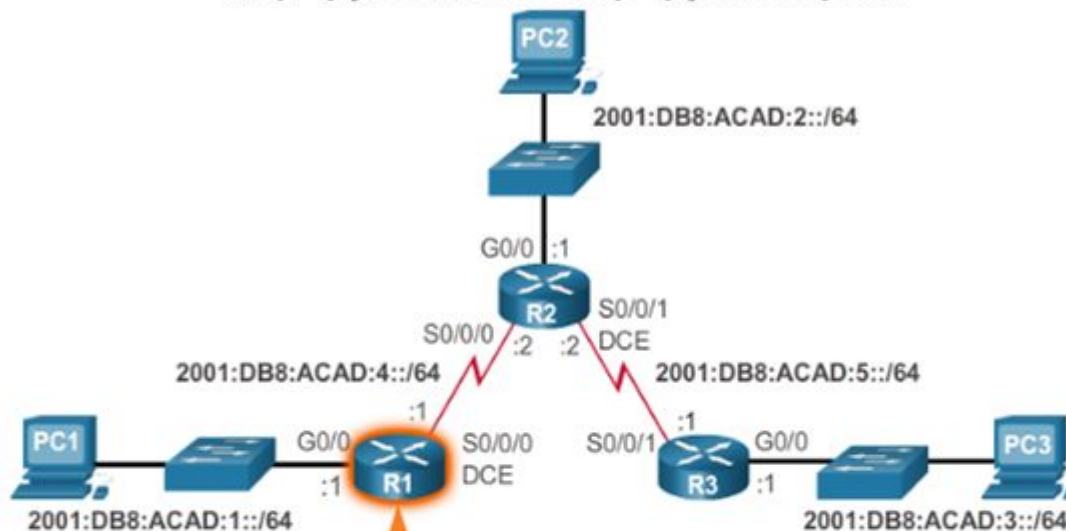 PC2
2001:DB8:ACAD:2::/64
G0/0 :1
R2
S0/0/1
DCE
S0/0/0
:2 :2
2001:DB8:ACAD:4::/64
2001:DB8:ACAD:5::/64
:1
:1
PC1
G0/0
S0/0/0
DCE
:1
R1
S0/0/1
G0/0
R3
:1
PC3
2001:DB8:ACAD:1::/64
2001:DB8:ACAD:3::/64